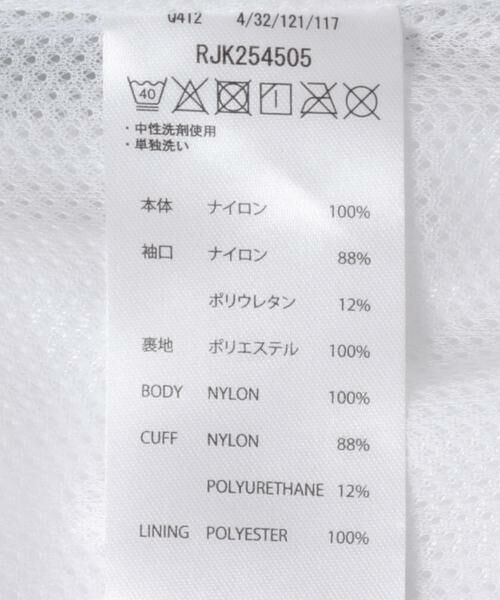 Q412 4/32/121/117
RJK254505
40
・中性洗剤使用
・単独洗い
本体 ナイロン 100%
袖口 ナイロン 88%
ポリウレタン 12%
裏地 ポリエステル 100%
BODY NYLON 100%
CUFF NYLON 88%
POLYURETHANE 12%
LINING POLYESTER 100%